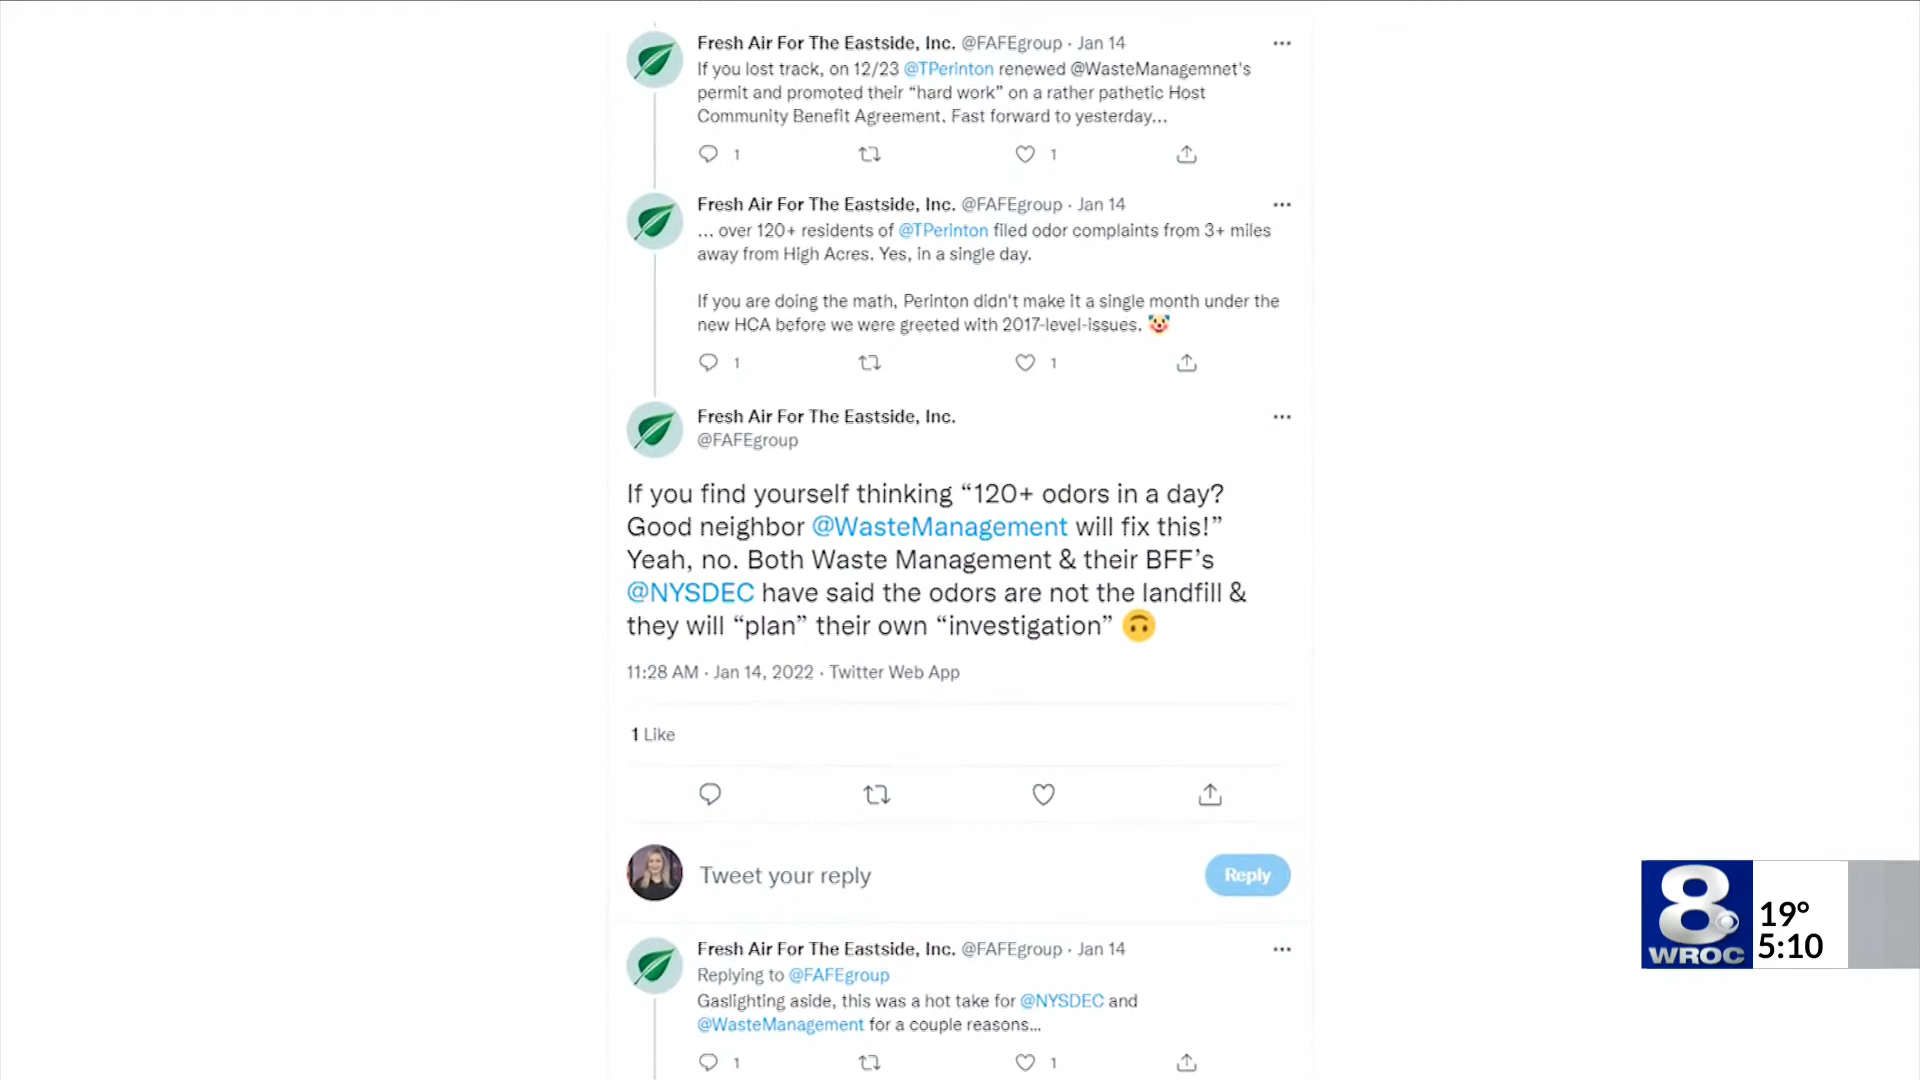 Fresh Air For The Eastside, Inc. @FAFEgroup · Jan 14
If you lost track, on 12/23 @TPerinton renewed @WasteManagemnet's
permit and promoted their “hard work” on a rather pathetic Host
Community Benefit Agreement. Fast forward to yesterday...
1 1
Fresh Air For The Eastside, Inc. @FAFEgroup · Jan 14
... over 120+ residents of @TPerinton filed odor complaints from 3+ miles
away from High Acres. Yes, in a single day.
If you are doing the math, Perinton didn't make it a single month under the
new HCA before we were greeted with 2017-level-issues. 🤡
1 1
Fresh Air For The Eastside, Inc.
@FAFEgroup
If you find yourself thinking “120+ odors in a day?
Good neighbor @WasteManagement will fix this!”
Yeah, no. Both Waste Management & their BFF’s
@NYSDEC have said the odors are not the landfill &
they will “plan” their own “investigation” 🙃
11:28 AM · Jan 14, 2022 · Twitter Web App
1 Like
Tweet your reply
Reply
Fresh Air For The Eastside, Inc. @FAFEgroup · Jan 14
Replying to @FAFEgroup
Gaslighting aside, this was a hot take for @NYSDEC and
@WasteManagement for a couple reasons...
1 1
8
WROC
19°
5:10